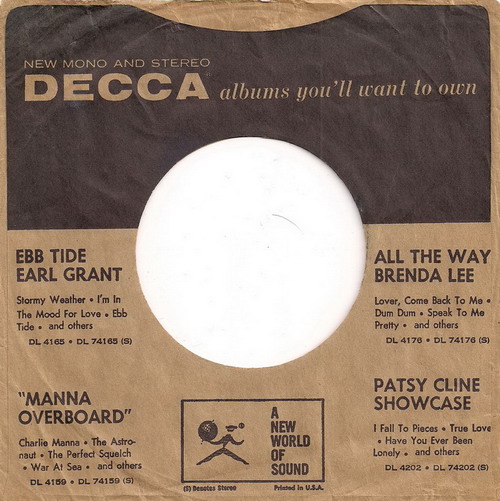 NEW MONO AND STEREO
DECCA albums you'll want to own
EBB TIDE
EARL GRANT
Stormy Weather • I'm In
The Mood For Love • Ebb
Tide • and others
DL 4165 • DL 74165 (S)
ALL THE WAY
BRENDA LEE
Lover, Come Back To Me •
Dum Dum • Speak To Me
Pretty • and others
DL 4176 • DL 74176 (S)
"MANNA
OVERBOARD"
Charlie Manna • The Astro-
naut • The Perfect Squelch
• War At Sea • and others
DL 4159 • DL 74159 (S)
A
NEW
WORLD
OF
SOUND
(S) Denotes Stereo
Printed in U.S.A.
PATSY CLINE
SHOWCASE
I Fall To Pieces • True Love
• Have You Ever Been
Lonely • and others
DL 4202 • DL 74202 (S)